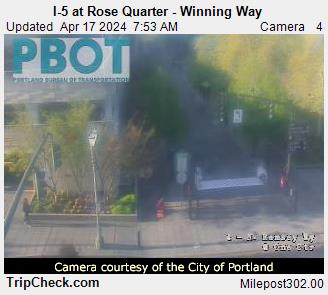 I-5 at Rose Quarter - Winning Way
Updated Apr 17 2024 7:53 AM Camera 4
PBOT
PORTLAND BUREAU OF TRANSPORTATION
Camera courtesy of the City of Portland
TripCheck.com Milepost302.00